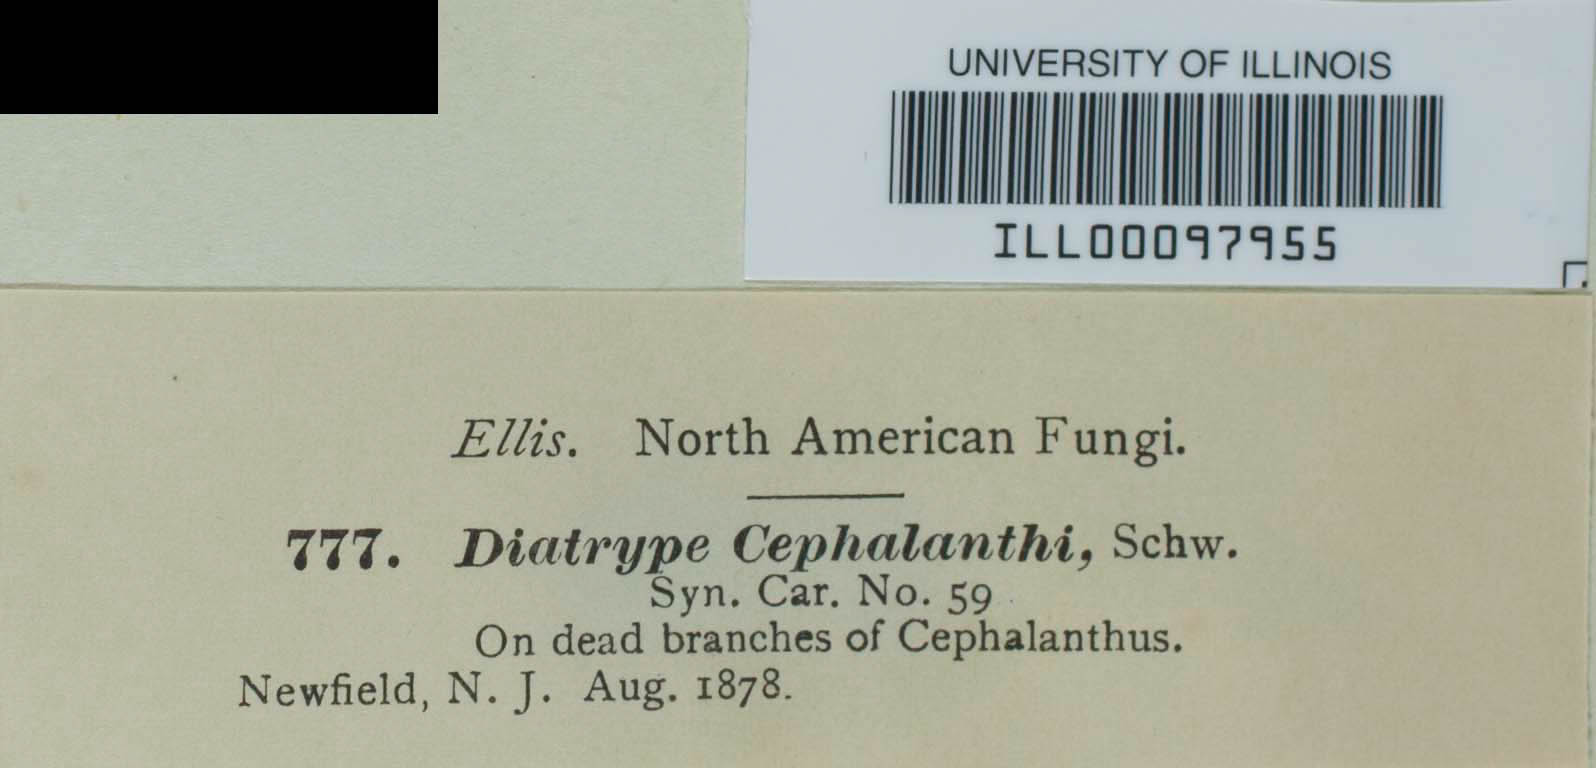 UNIVERSITY OF ILLINOIS
ILL00097955
Ellis. North American Fungi.
777. Diatrype Cephalanthi, Schw.
Syn. Car. No. 59
On dead branches of Cephalanthus.
Newfield, N. J. Aug. 1878.